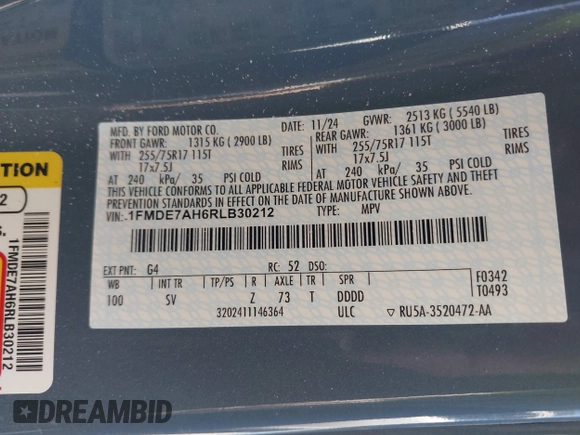 MFD. BY FORD MOTOR CO.
DATE: 11/24 GVWR: 2513 KG ( 5540 LB)
FRONT GAWR: 1315 KG ( 2900 LB)
REAR GAWR: 1361 KG ( 3000 LB)
WITH 255/75R17 115T TIRES
WITH 255/75R17 115T TIRES
17x7.5J RIMS
17x7.5J RIMS
AT 240 kPa/ 35 PSI COLD
AT 240 kPa/ 35 PSI COLD
THIS VEHICLE CONFORMS TO ALL APPLICABLE FEDERAL MOTOR VEHICLE SAFETY AND THEFT
PREVENTION STANDARDS IN EFFECT ON THE DATE OF MANUFACTURE SHOWN ABOVE.
VIN: 1FMDE7AH6RLB30212 TYPE: MPV
EXT PNT: G4 RC: 52 DSO:
WB INT TR TP/PS R AXLE TR SPR
100 SV Z 73 T DDDD
F0342
T0493
3202411146364 ULC ▽ RU5A-3520472-AA
TION
2
1FMDE7AH6RLB30212
DREAMBID